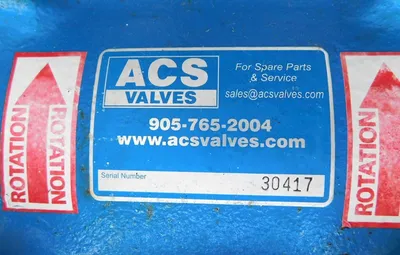 ACS
VALVES
For Spare Parts
& Service
sales@acsvalves.com
905-765-2004
www.acsvalves.com
Serial Number
30417
ROTATION
ROTATION
ROTATION